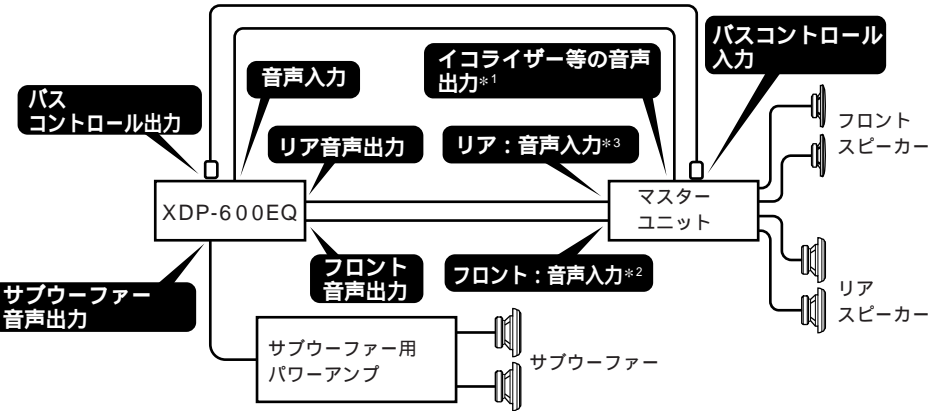 バスコントロール
入力
イコライザー等の音声
出力*1
音声入力
バス
コントロール出力
フロント
スピーカー
リア音声出力
リア：音声入力*3
XDP-600EQ
マスター
ユニット
フロント
音声出力
フロント：音声入力*2
サブウーファー
音声出力
リア
スピーカー
サブウーファー用
パワーアンプ
サブウーファー